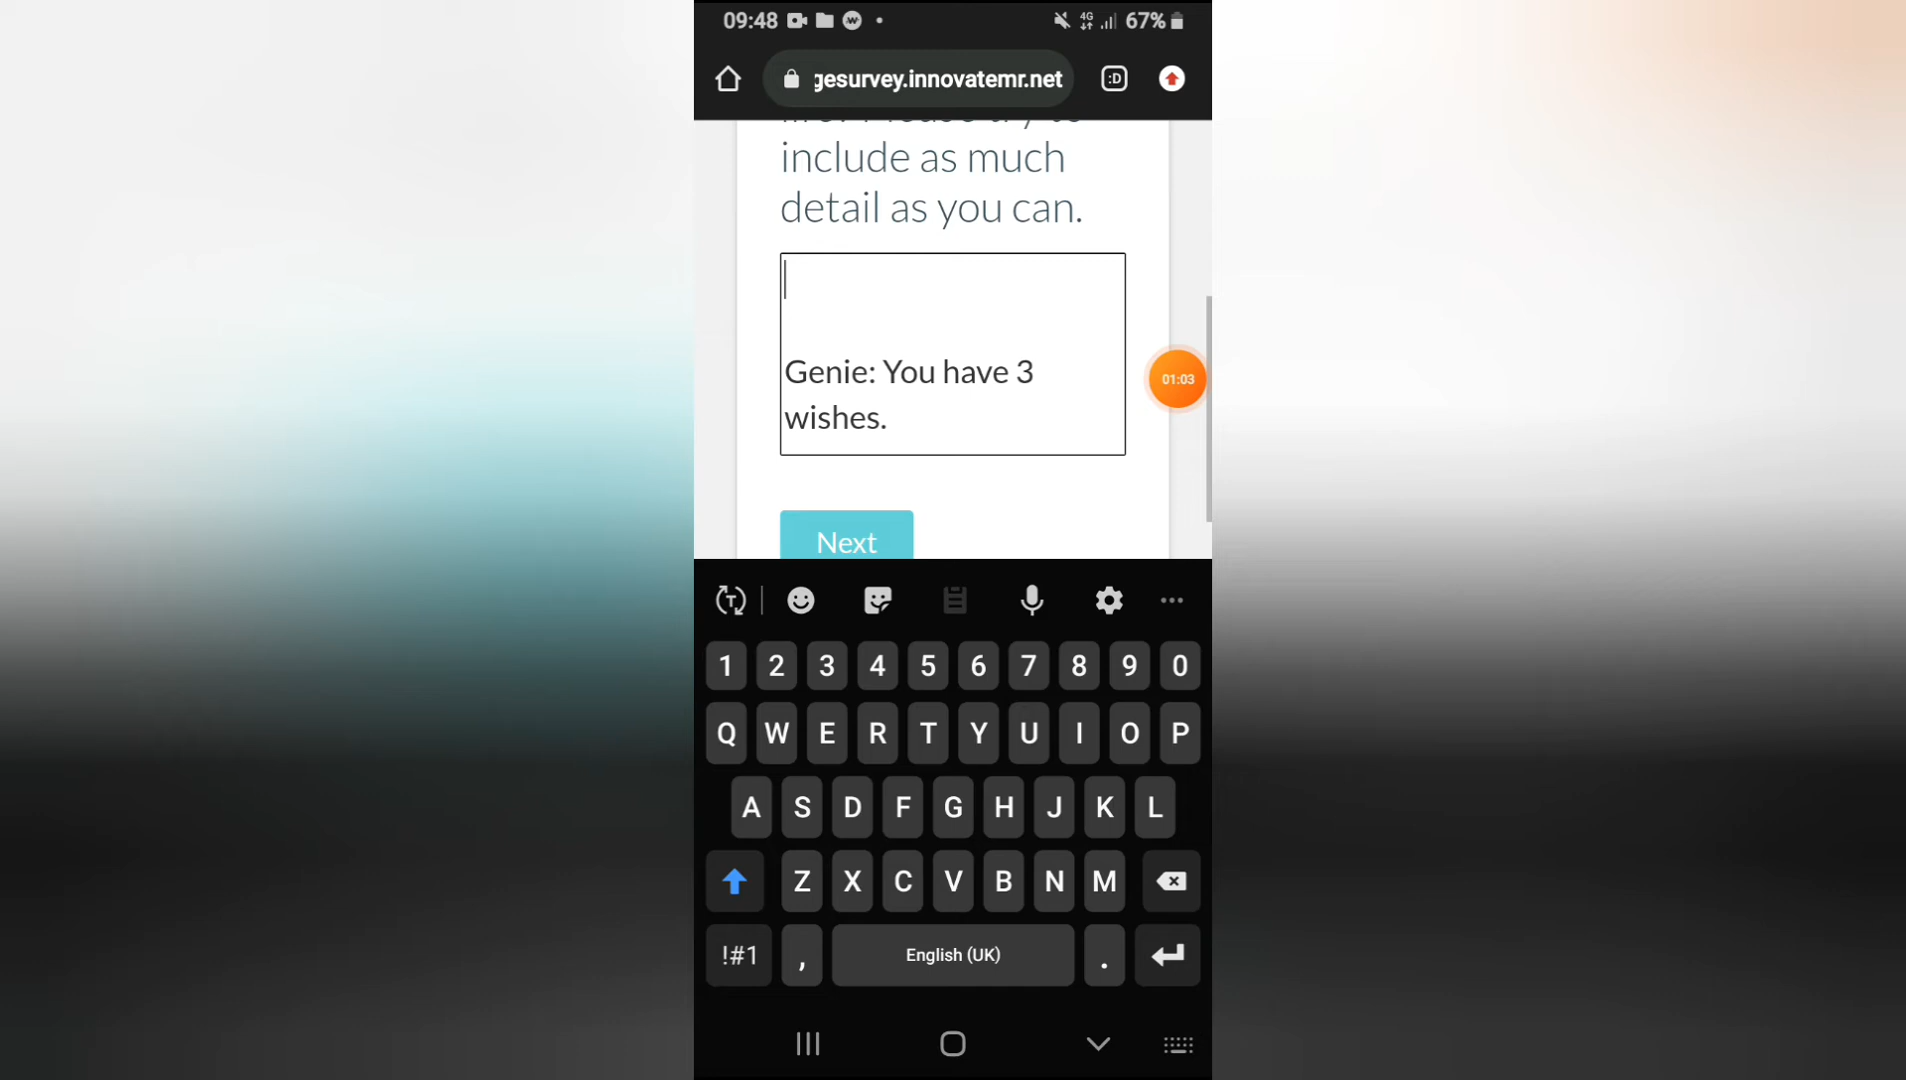 09:48
4G
67%
gesurvey.innovatemr.net
:D
include as much
detail as you can.
Genie: You have 3
wishes.
01:03
Next
T
1 2 3 4 5 6 7 8 9 0
Q W E R T Y U I O P
A S D F G H J K L
Z X C V B N M
!#1 , English (UK) .